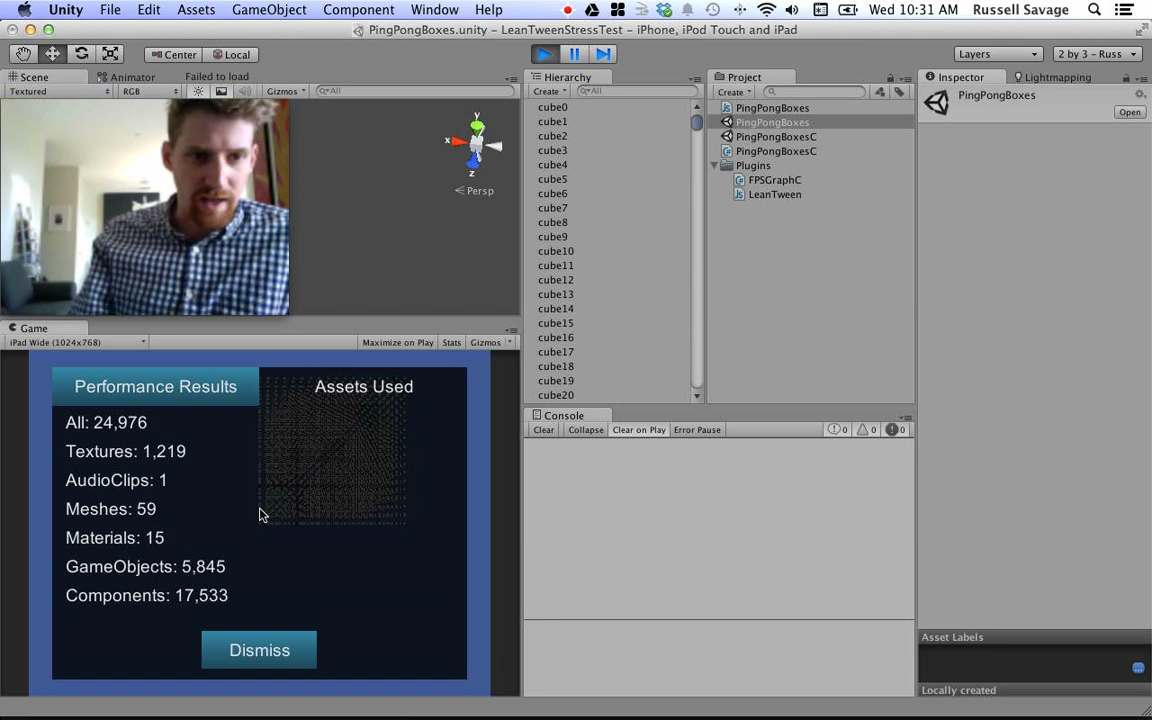 Unity File Edit Assets GameObject Component Window Help Wed 10:31 AM Russell Savage
PingPongBoxes.unity – LeanTweenStressTest – iPhone, iPod Touch and iPad
Center Local Layers 2 by 3 - Russ
Scene Animator Failed to load
Textured RGB Gizmos All
y
x
z
Persp
Game
iPad Wide (1024x768) Maximize on Play Stats Gizmos
Performance Results Assets Used
All: 24,976
Textures: 1,219
AudioClips: 1
Meshes: 59
Materials: 15
GameObjects: 5,845
Components: 17,533
Dismiss
Hierarchy
Create All
cube0
cube1
cube2
cube3
cube4
cube5
cube6
cube7
cube8
cube9
cube10
cube11
cube12
cube13
cube14
cube15
cube16
cube17
cube18
cube19
cube20
Project
Create
PingPongBoxes
PingPongBoxes
PingPongBoxesC
PingPongBoxesC
Plugins
FPSGraphC
LeanTween
Console
Clear Collapse Clear on Play Error Pause 0 0 0
Inspector Lightmapping
PingPongBoxes
Open
Asset Labels
Locally created